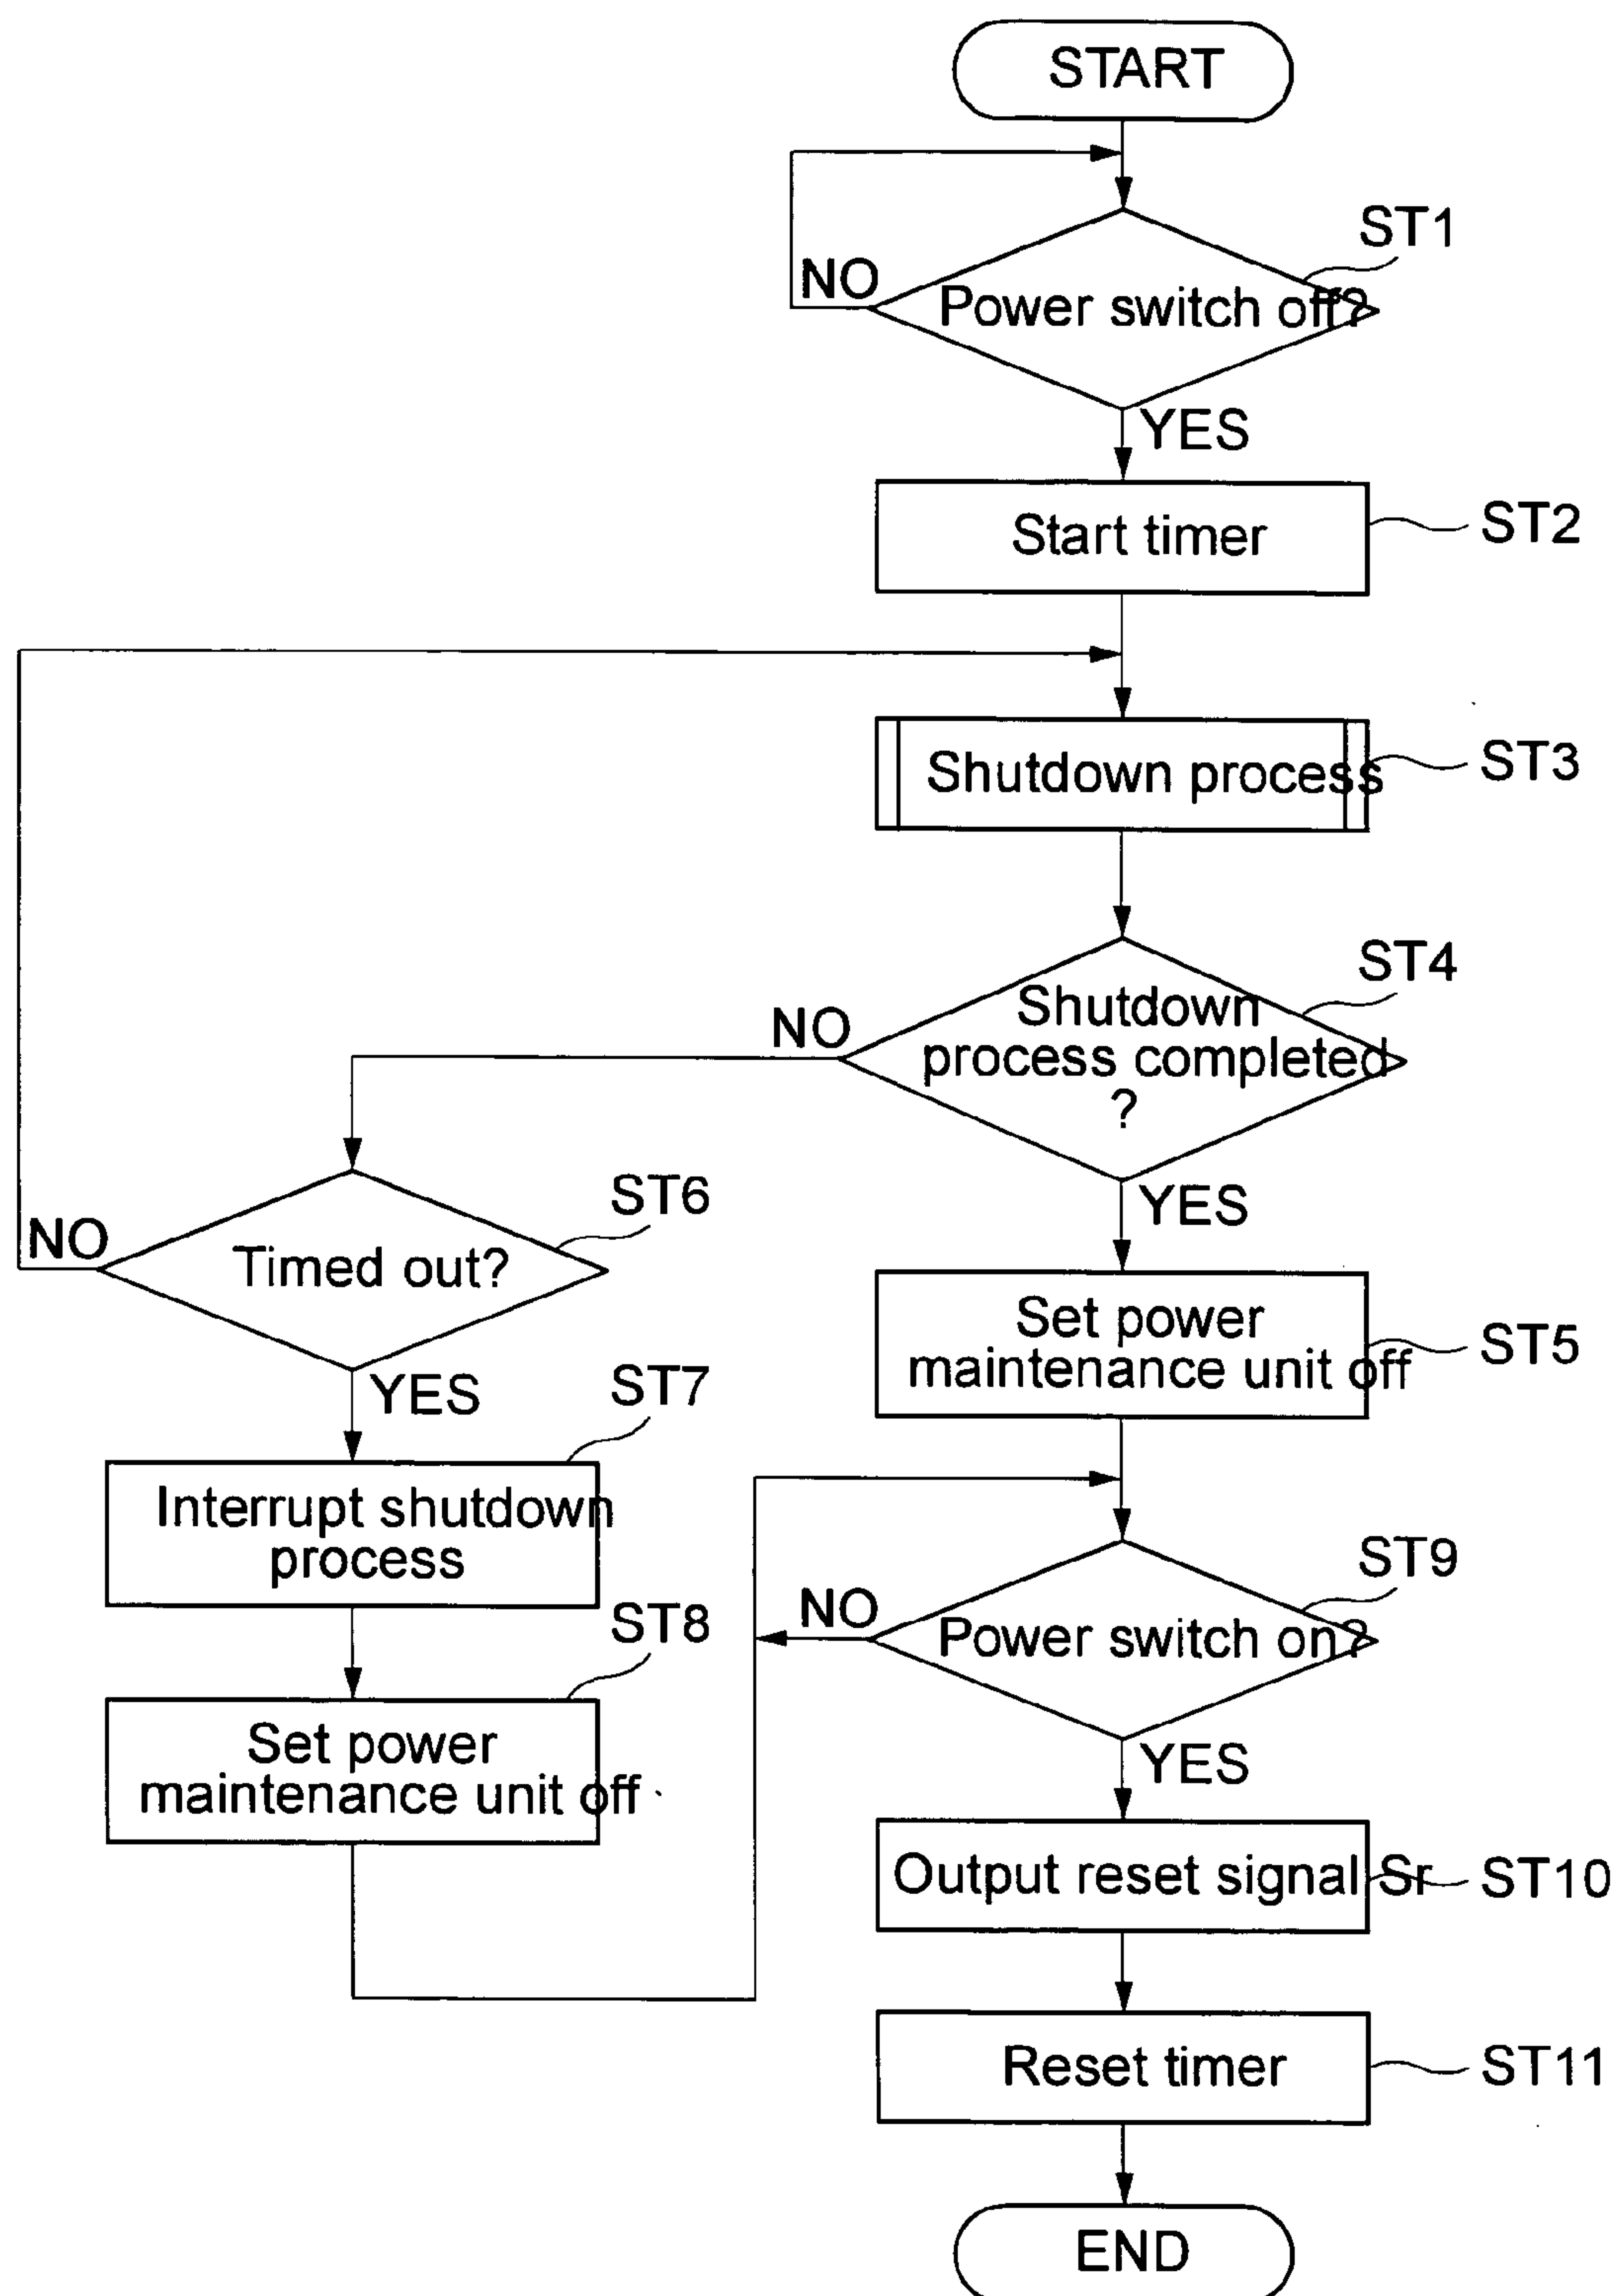 START
ST1
NO
Power switch off?
YES
Start timer
ST2
Shutdown process
ST3
ST4
NO
Shutdown
process completed
?
YES
ST6
NO
Timed out?
YES
Set power
maintenance unit off
ST5
ST7
Interrupt shutdown
process
ST8
Set power
maintenance unit off
ST9
NO
Power switch on?
YES
Output reset signal Sr
ST10
Reset timer
ST11
END